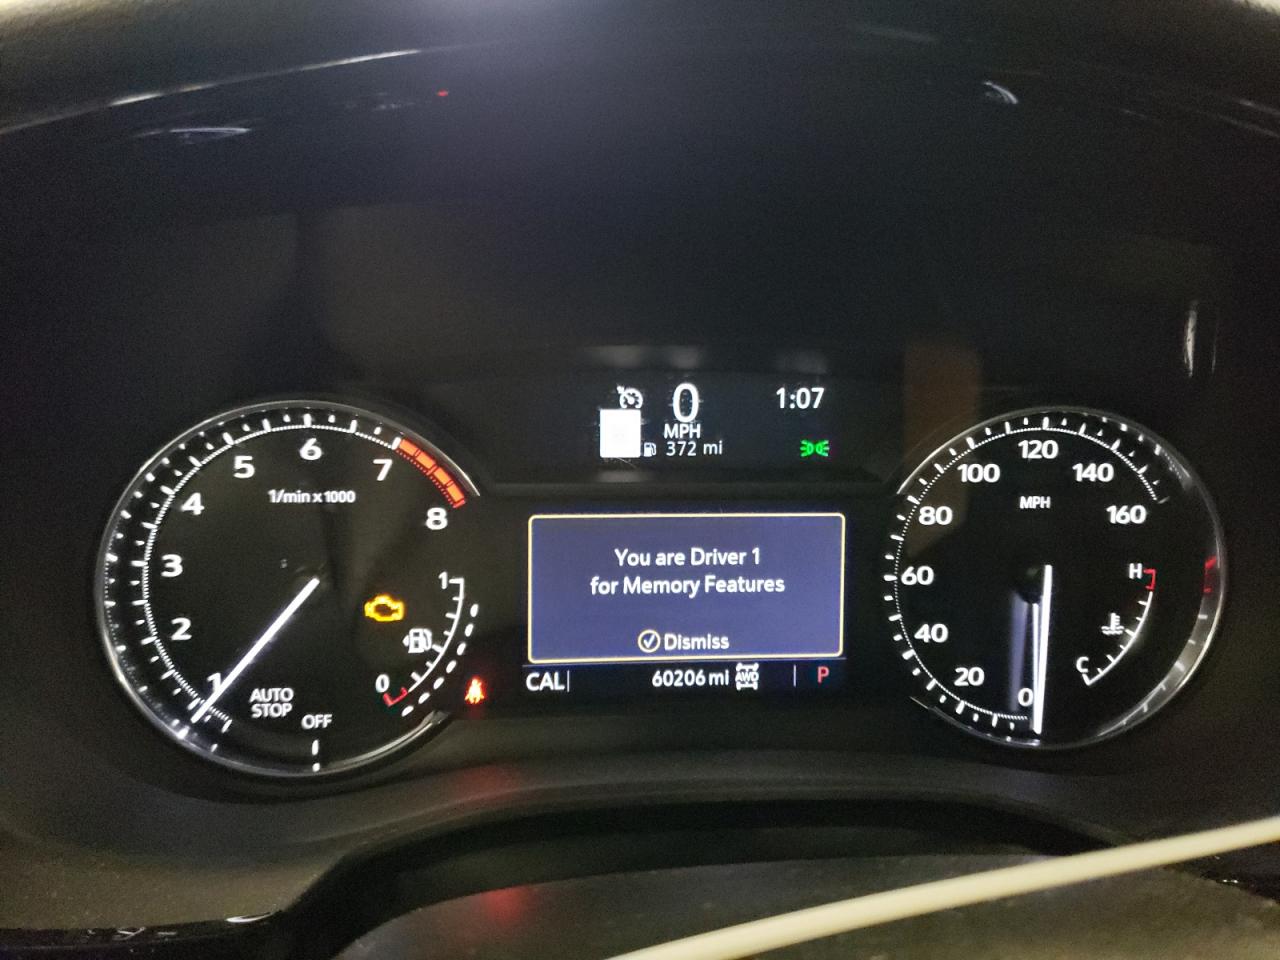 0
MPH
372 mi
1:07
1
2
3
4
5
6
7
8
1/min x 1000
AUTO
STOP
OFF
1
0
You are Driver 1
for Memory Features
Dismiss
CAL
60206 mi
AWD
P
0
20
40
60
80
100
120
140
160
MPH
H
C